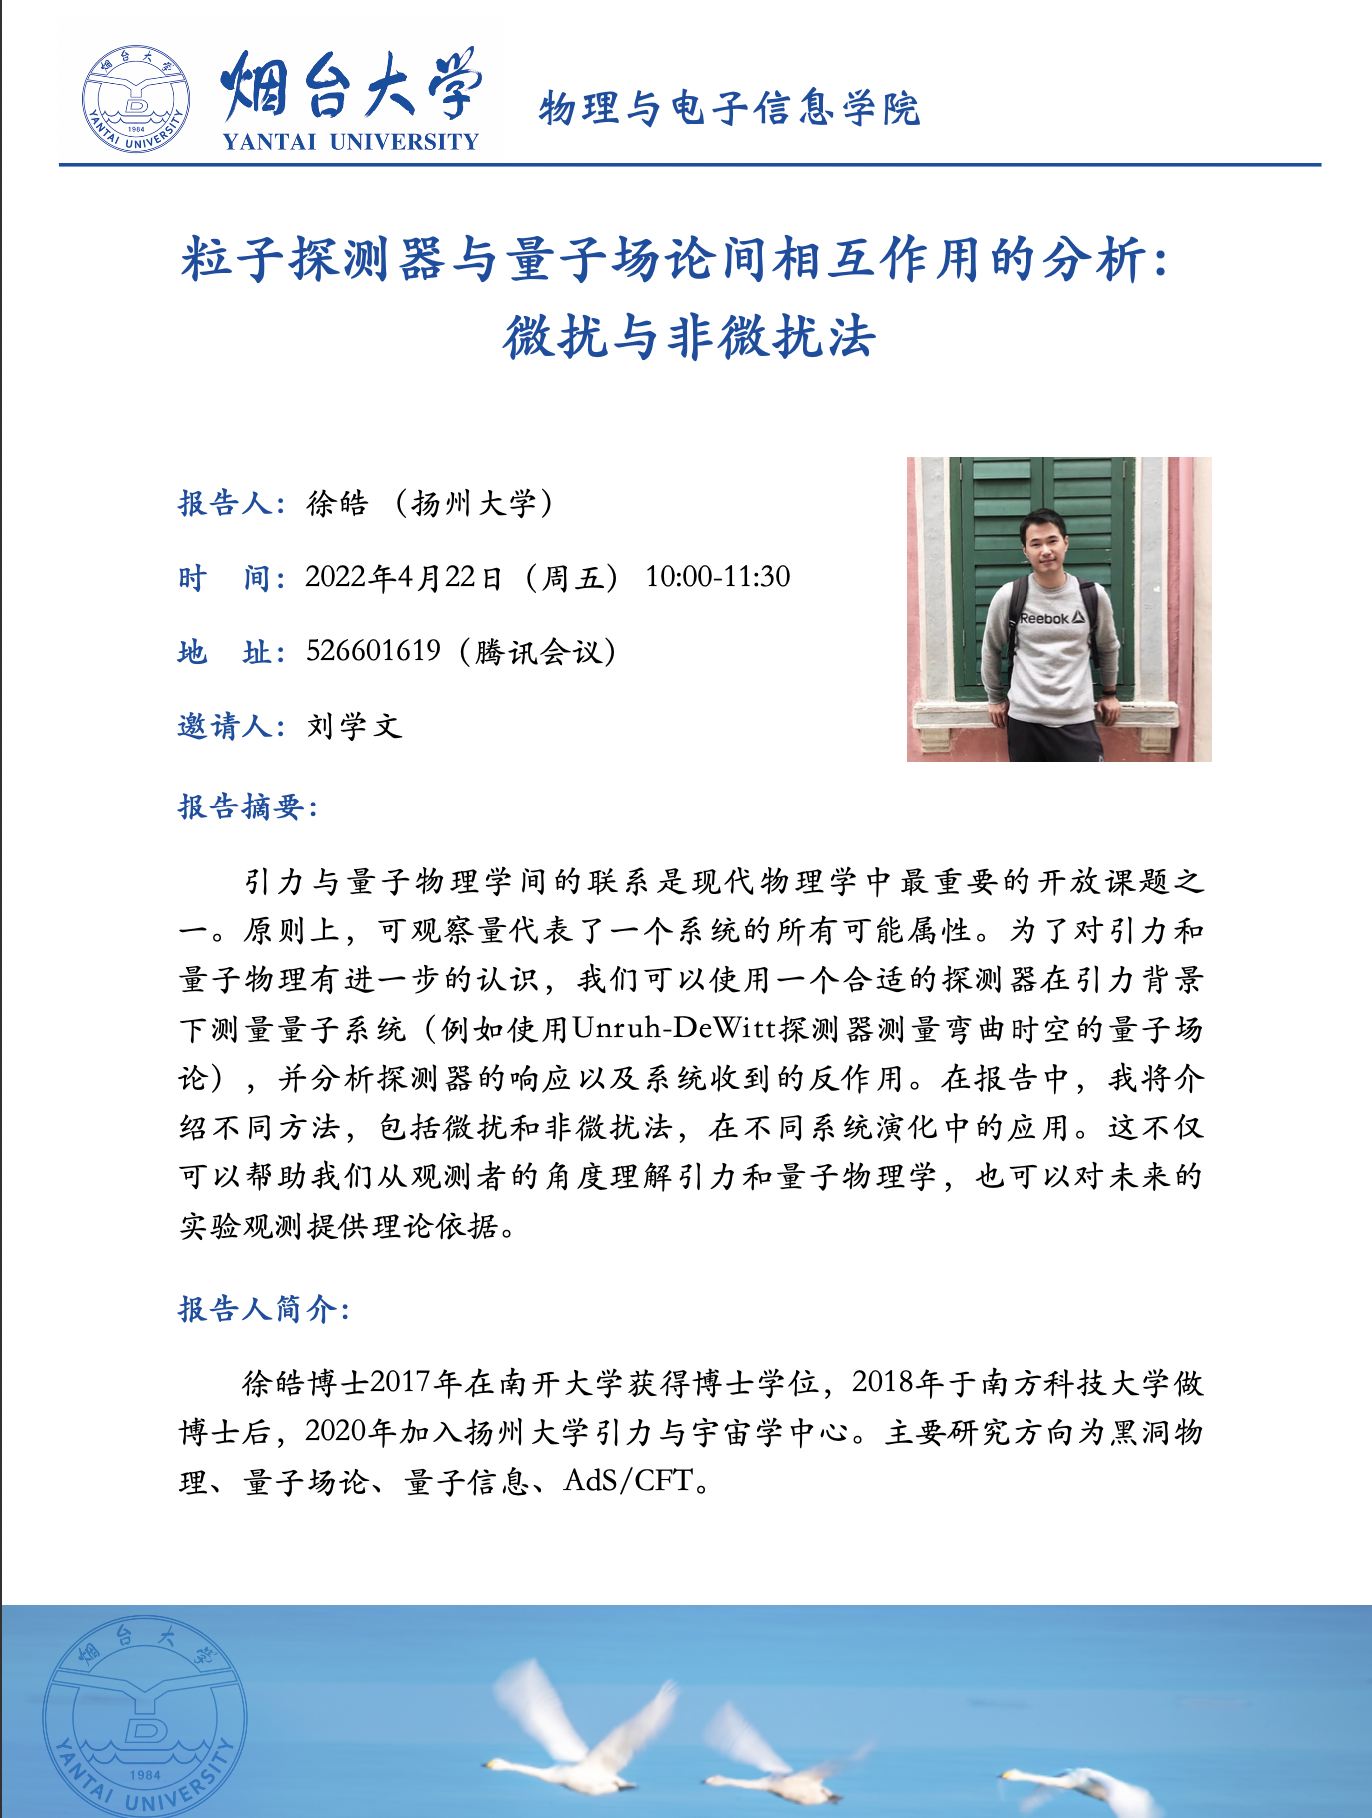 烟台大学
1984
YANTAI UNIVERSITY
烟台大学
YANTAI UNIVERSITY
物理与电子信息学院
粒子探测器与量子场论间相互作用的分析：
微扰与非微扰法
报告人：徐皓（扬州大学）
时　间：2022年4月22日（周五） 10:00-11:30
地　址：526601619（腾讯会议）
邀请人：刘学文
Reebok
报告摘要：
引力与量子物理学间的联系是现代物理学中最重要的开放课题之
一。原则上，可观察量代表了一个系统的所有可能属性。为了对引力和
量子物理有进一步的认识，我们可以使用一个合适的探测器在引力背景
下测量量子系统（例如使用Unruh-DeWitt探测器测量弯曲时空的量子场
论），并分析探测器的响应以及系统收到的反作用。在报告中，我将介
绍不同方法，包括微扰和非微扰法，在不同系统演化中的应用。这不仅
可以帮助我们从观测者的角度理解引力和量子物理学，也可以对未来的
实验观测提供理论依据。
报告人简介：
徐皓博士2017年在南开大学获得博士学位，2018年于南方科技大学做
博士后，2020年加入扬州大学引力与宇宙学中心。主要研究方向为黑洞物
理、量子场论、量子信息、AdS/CFT。
烟台大学
1984
YANTAI UNIVERSITY